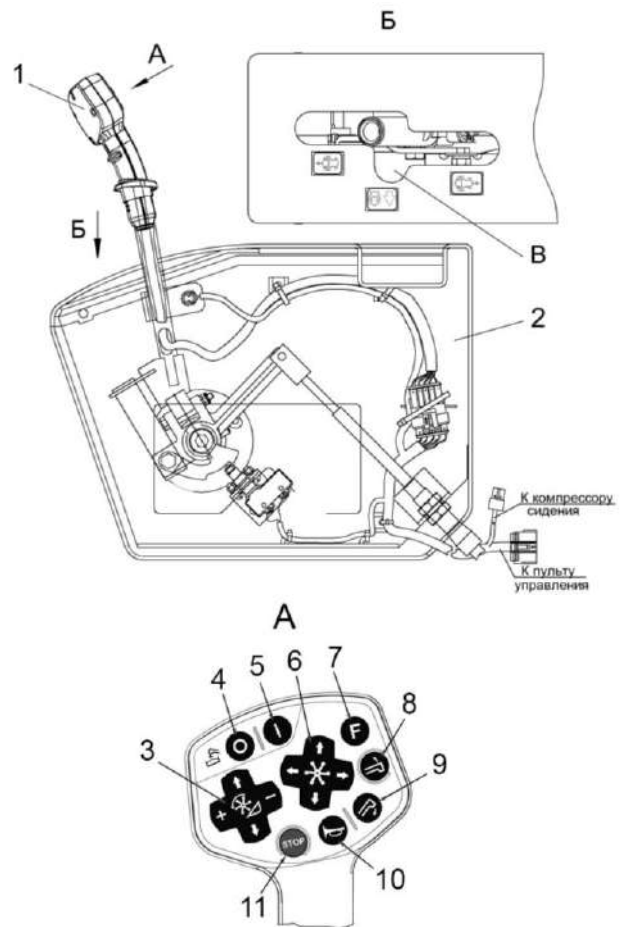 Б
А
1
Б
В
2
К компрессору
сидения
К пульту
управления
А
6
7
5
4
8
3
9
F
O
I
+
−
STOP
10
11